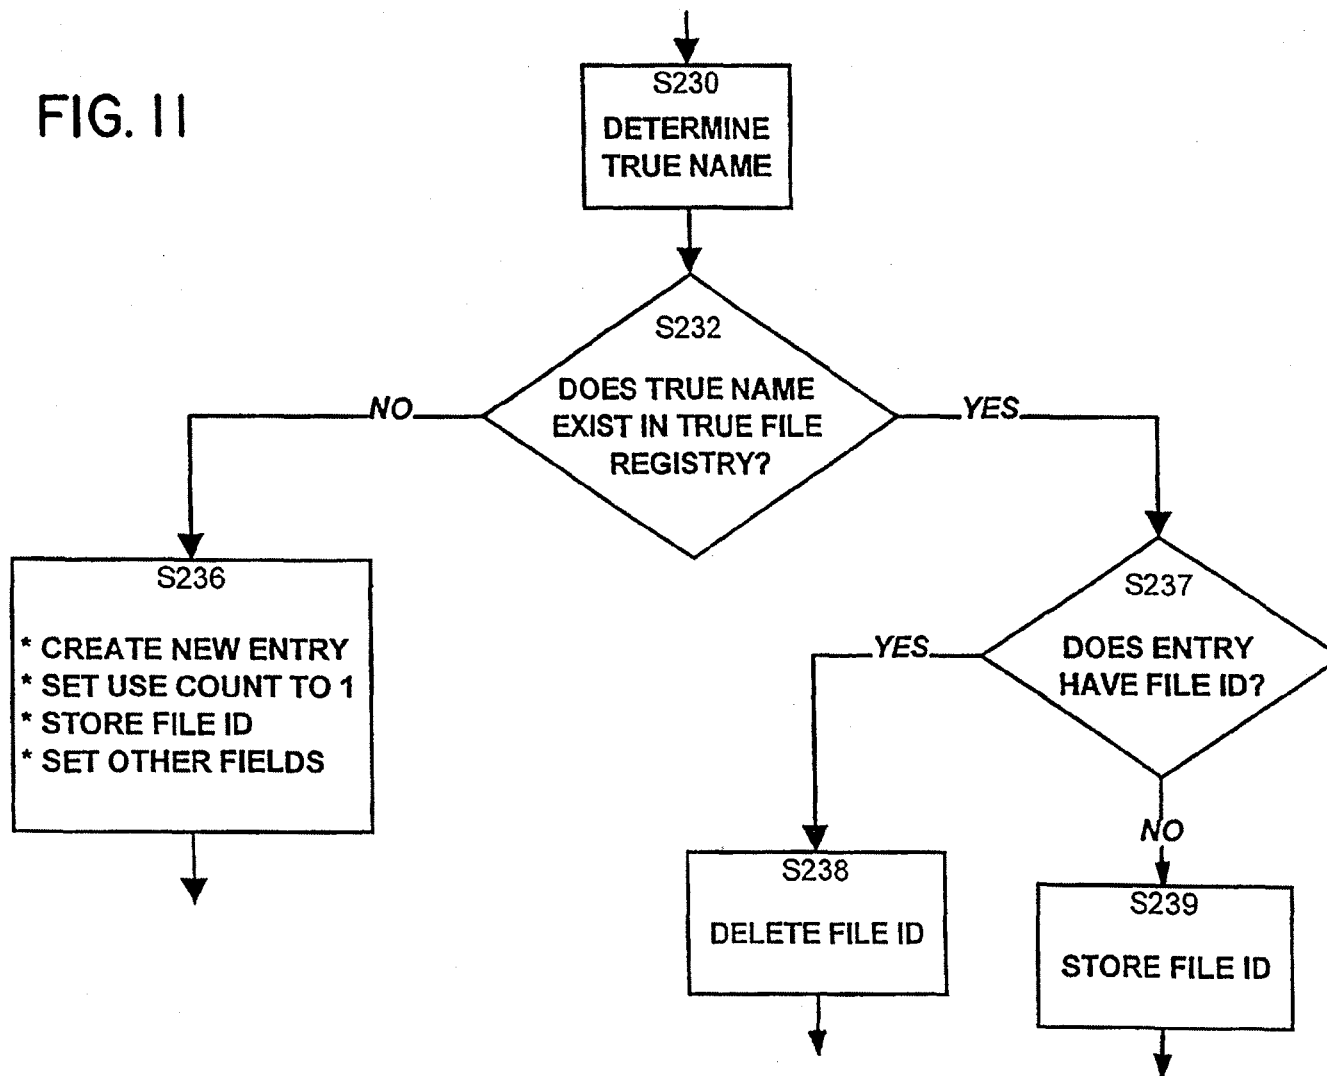 FIG. 11
S230
DETERMINE
TRUE NAME
S232
DOES TRUE NAME
EXIST IN TRUE FILE
REGISTRY?
NO
YES
S236
* CREATE NEW ENTRY
* SET USE COUNT TO 1
* STORE FILE ID
* SET OTHER FIELDS
S237
DOES ENTRY
HAVE FILE ID?
YES
NO
S238
DELETE FILE ID
S239
STORE FILE ID